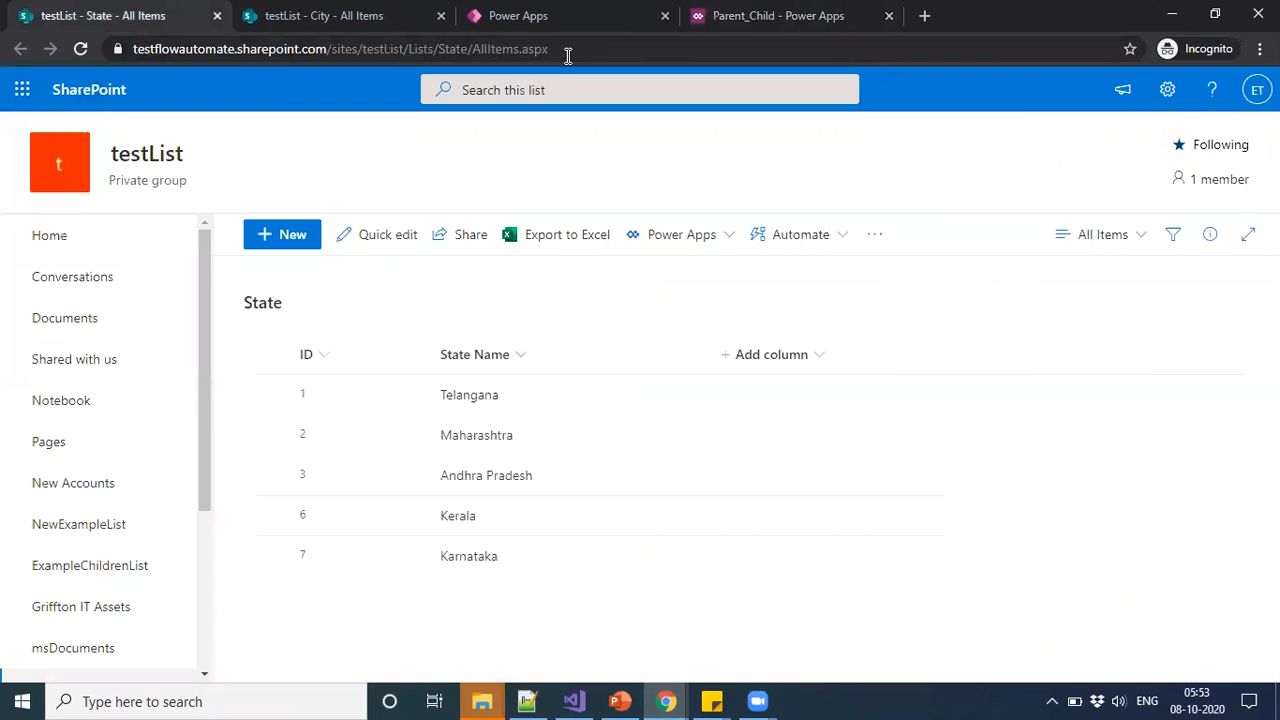 testList - State - All Items
testList - City - All Items
Power Apps
Parent_Child - Power Apps
testflowautomate.sharepoint.com/sites/testList/Lists/State/AllItems.aspx
Incognito
SharePoint
Search this list
ET
t
testList
Private group
Following
1 member
Home
Conversations
Documents
Shared with us
Notebook
Pages
New Accounts
NewExampleList
ExampleChildrenList
Griffton IT Assets
msDocuments
New
Quick edit
Share
Export to Excel
Power Apps
Automate
All Items
State
ID
State Name
Add column
1
Telangana
2
Maharashtra
3
Andhra Pradesh
6
Kerala
7
Karnataka
Type here to search
ENG
05:53
08-10-2020